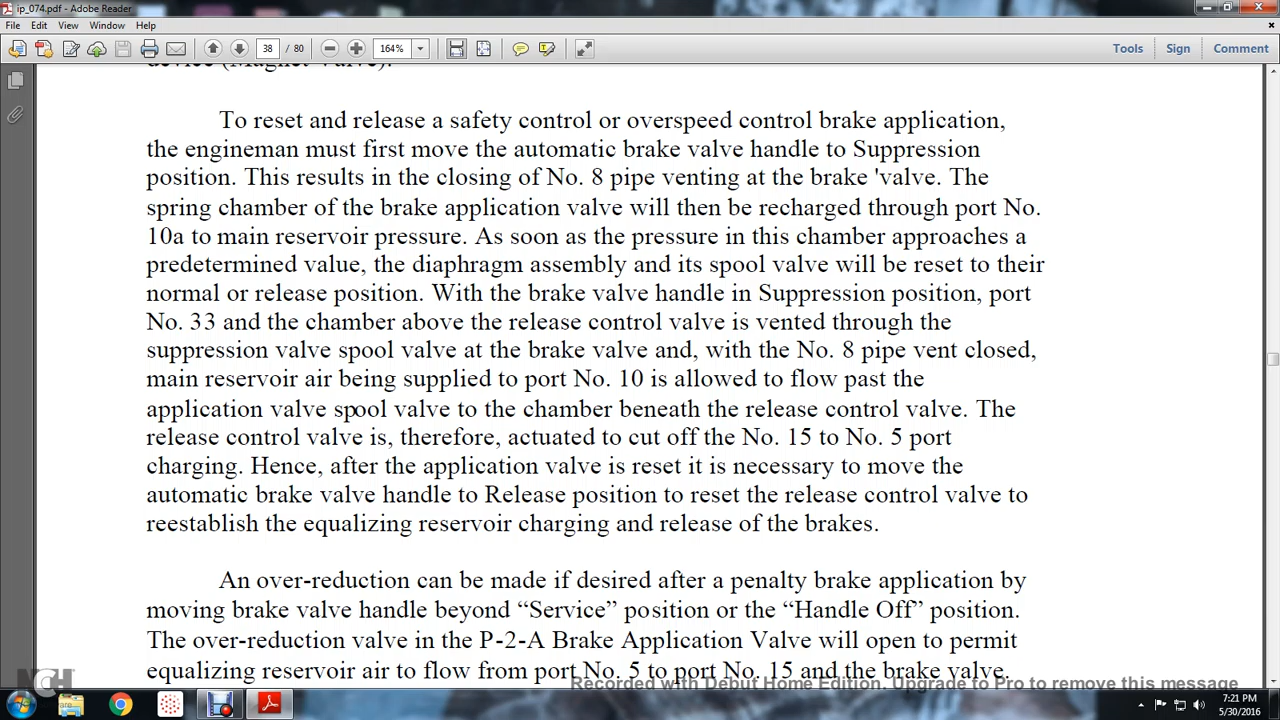 ip_074.pdf - Adobe Reader
File Edit View Window Help
38 / 80 164% Tools Sign Comment
device (Magnet Valve).
To reset and release a safety control or overspeed control brake application,
the engineman must first move the automatic brake valve handle to Suppression
position. This results in the closing of No. 8 pipe venting at the brake 'valve. The
spring chamber of the brake application valve will then be recharged through port No.
10a to main reservoir pressure. As soon as the pressure in this chamber approaches a
predetermined value, the diaphragm assembly and its spool valve will be reset to their
normal or release position. With the brake valve handle in Suppression position, port
No. 33 and the chamber above the release control valve is vented through the
suppression valve spool valve at the brake valve and, with the No. 8 pipe vent closed,
main reservoir air being supplied to port No. 10 is allowed to flow past the
application valve spool valve to the chamber beneath the release control valve. The
release control valve is, therefore, actuated to cut off the No. 15 to No. 5 port
charging. Hence, after the application valve is reset it is necessary to move the
automatic brake valve handle to Release position to reset the release control valve to
reestablish the equalizing reservoir charging and release of the brakes.
An over-reduction can be made if desired after a penalty brake application by
moving brake valve handle beyond “Service” position or the “Handle Off” position.
The over-reduction valve in the P-2-A Brake Application Valve will open to permit
equalizing reservoir air to flow from port No. 5 to port No. 15 and the brake valve.
NCH
Recorded with Debut Home Edition. Upgrade to Pro to remove this message
7:21 PM
5/30/2016